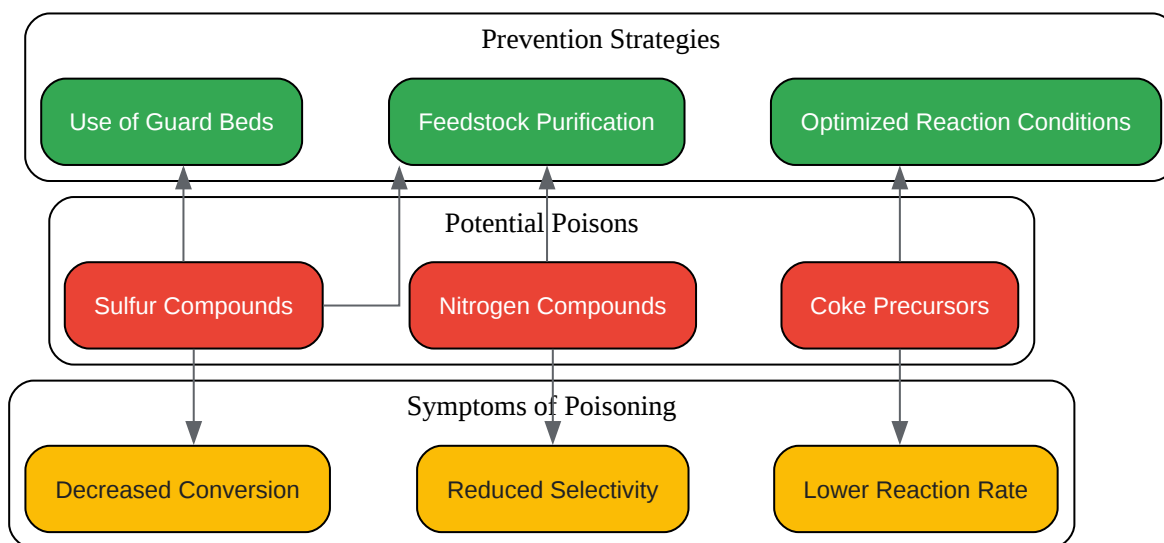 Prevention Strategies
Use of Guard Beds
Feedstock Purification
Optimized Reaction Conditions
Potential Poisons
Sulfur Compounds
Nitrogen Compounds
Coke Precursors
Symptoms of Poisoning
Decreased Conversion
Reduced Selectivity
Lower Reaction Rate